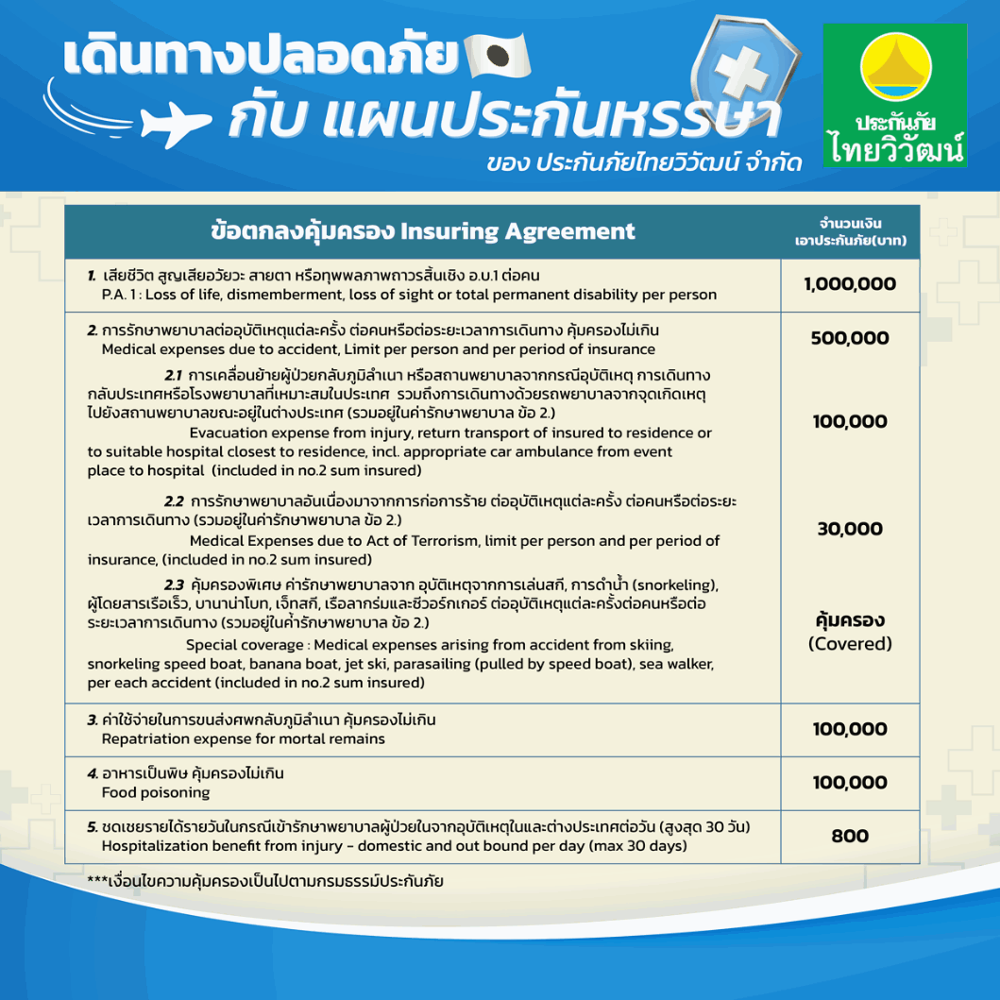 เดินทางปลอดภัย
กับ แผนประกันหรรษา
ของ ประกันภัยไทยวิวัฒน์ จำกัด
ประกันภัย
ไทยวิวัฒน์
ข้อตกลงคุ้มครอง Insuring Agreement
จำนวนเงิน
เอาประกันภัย(บาท)
1. เสียชีวิต สูญเสียอวัยวะ สายตา หรือทุพพลภาพถาวรสิ้นเชิง อ.บ.1 ต่อคน
P.A. 1 : Loss of life, dismemberment, loss of sight or total permanent disability per person
1,000,000
2. การรักษาพยาบาลต่ออุบัติเหตุแต่ละครั้ง ต่อคนหรือต่อระยะเวลาการเดินทาง คุ้มครองไม่เกิน
Medical expenses due to accident, Limit per person and per period of insurance
500,000
2.1 การเคลื่อนย้ายผู้ป่วยกลับภูมิลำเนา หรือสถานพยาบาลจากกรณีอุบัติเหตุ การเดินทาง
กลับประเทศหรือโรงพยาบาลที่เหมาะสมในประเทศ รวมถึงการเดินทางด้วยรถพยาบาลจากจุดเกิดเหตุ
ไปยังสถานพยาบาลขณะอยู่ในต่างประเทศ (รวมอยู่ในค่ารักษาพยาบาล ข้อ 2.)
Evacuation expense from injury, return transport of insured to residence or
to suitable hospital closest to residence, incl. appropriate car ambulance from event
place to hospital (included in no.2 sum insured)
100,000
2.2 การรักษาพยาบาลอันเนื่องมาจากการก่อการร้าย ต่ออุบัติเหตุแต่ละครั้ง ต่อคนหรือต่อระยะ
เวลาการเดินทาง (รวมอยู่ในค่ารักษาพยาบาล ข้อ 2.)
Medical Expenses due to Act of Terrorism, limit per person and per period of
insurance, (included in no.2 sum insured)
30,000
2.3 คุ้มครองพิเศษ ค่ารักษาพยาบาลจาก อุบัติเหตุจากการเล่นสกี, การดำน้ำ (snorkeling),
ผู้โดยสารเรือเร็ว, บานาน่าโบท, เจ็ทสกี, เรือลากร่มและซีวอร์กเกอร์ ต่ออุบัติเหตุแต่ละครั้งต่อคนหรือต่อ
ระยะเวลาการเดินทาง (รวมอยู่ในค่ำรักษาพยาบาล ข้อ 2.)
Special coverage : Medical expenses arising from accident from skiing,
snorkeling speed boat, banana boat, jet ski, parasailing (pulled by speed boat), sea walker,
per each accident (included in no.2 sum insured)
คุ้มครอง
(Covered)
3. ค่าใช้จ่ายในการขนส่งศพกลับภูมิลำเนา คุ้มครองไม่เกิน
Repatriation expense for mortal remains
100,000
4. อาหารเป็นพิษ คุ้มครองไม่เกิน
Food poisoning
100,000
5. ชดเชยรายได้รายวันในกรณีเข้ารักษาพยาบาลผู้ป่วยในจากอุบัติเหตุในและต่างประเทศต่อวัน (สูงสุด 30 วัน)
Hospitalization benefit from injury - domestic and out bound per day (max 30 days)
800
***เงื่อนไขความคุ้มครองเป็นไปตามกรมธรรม์ประกันภัย